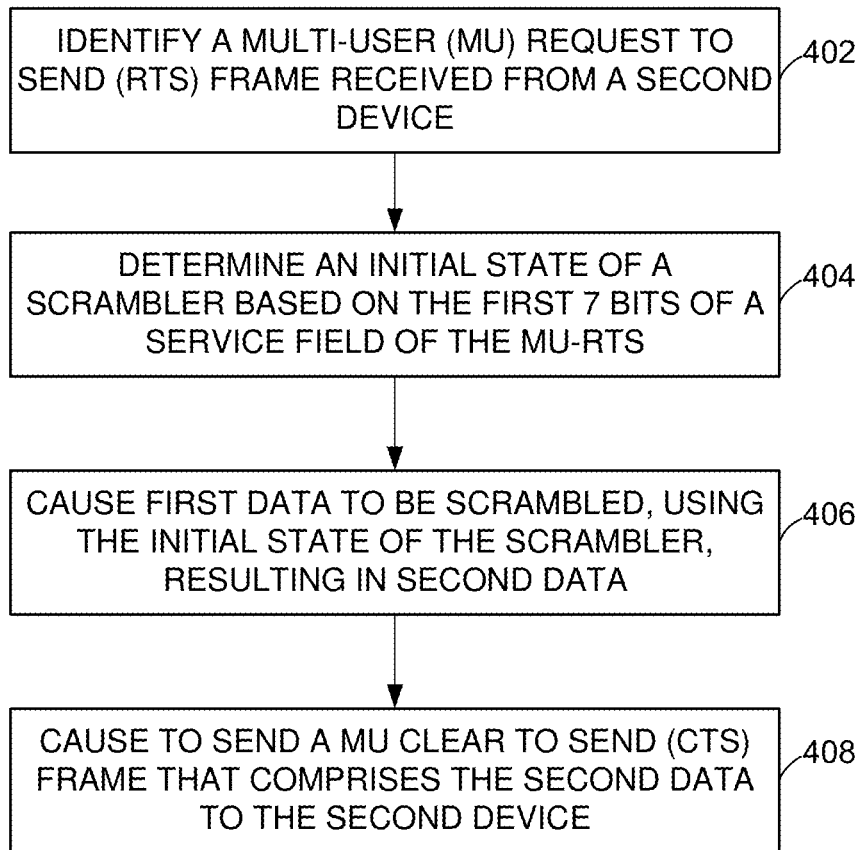 IDENTIFY A MULTI-USER (MU) REQUEST TO
SEND (RTS) FRAME RECEIVED FROM A SECOND
DEVICE
402
DETERMINE AN INITIAL STATE OF A
SCRAMBLER BASED ON THE FIRST 7 BITS OF A
SERVICE FIELD OF THE MU-RTS
404
CAUSE FIRST DATA TO BE SCRAMBLED, USING
THE INITIAL STATE OF THE SCRAMBLER,
RESULTING IN SECOND DATA
406
CAUSE TO SEND A MU CLEAR TO SEND (CTS)
FRAME THAT COMPRISES THE SECOND DATA
TO THE SECOND DEVICE
408